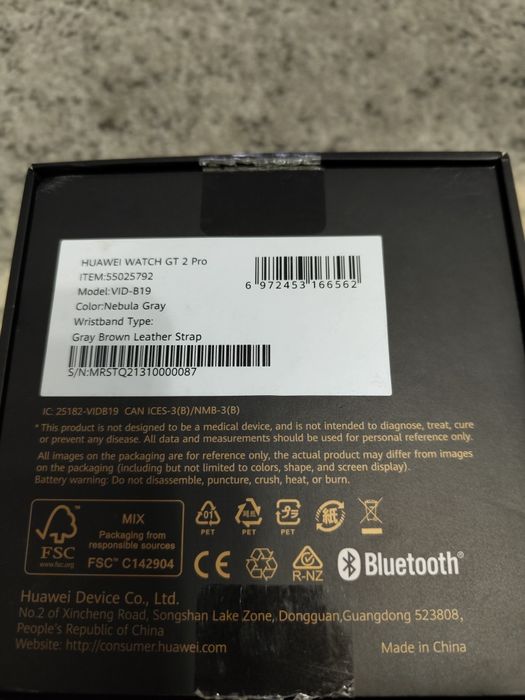 HUAWEI WATCH GT 2 Pro
ITEM:55025792
Model:VID-B19
Color:Nebula Gray
Wristband Type:
Gray Brown Leather Strap
6 972453 166562
S/N:MRSTQ21310000087
IC: 25182-VIDB19 CAN ICES-3(B)/NMB-3(B)
* This product is not designed to be a medical device, and is not intended to diagnose, treat, cure
or prevent any disease. All data and measurements should be used for personal reference only.
All images on the packaging are for reference only, the actual product may differ from images
on the packaging (including but not limited to colors, shape, and screen display).
Battery warning: Do not disassemble, puncture, crush, heat, or burn.
FSC
www.fsc.org
MIX
Packaging from
responsible sources
FSC™ C142904
01
PET
PET
プラ
PET
紙
CE
R-NZ
Bluetooth®
Huawei Device Co., Ltd.
No.2 of Xincheng Road, Songshan Lake Zone, Dongguan,Guangdong 523808,
People's Republic of China
Website: http://consumer.huawei.com
Made in China